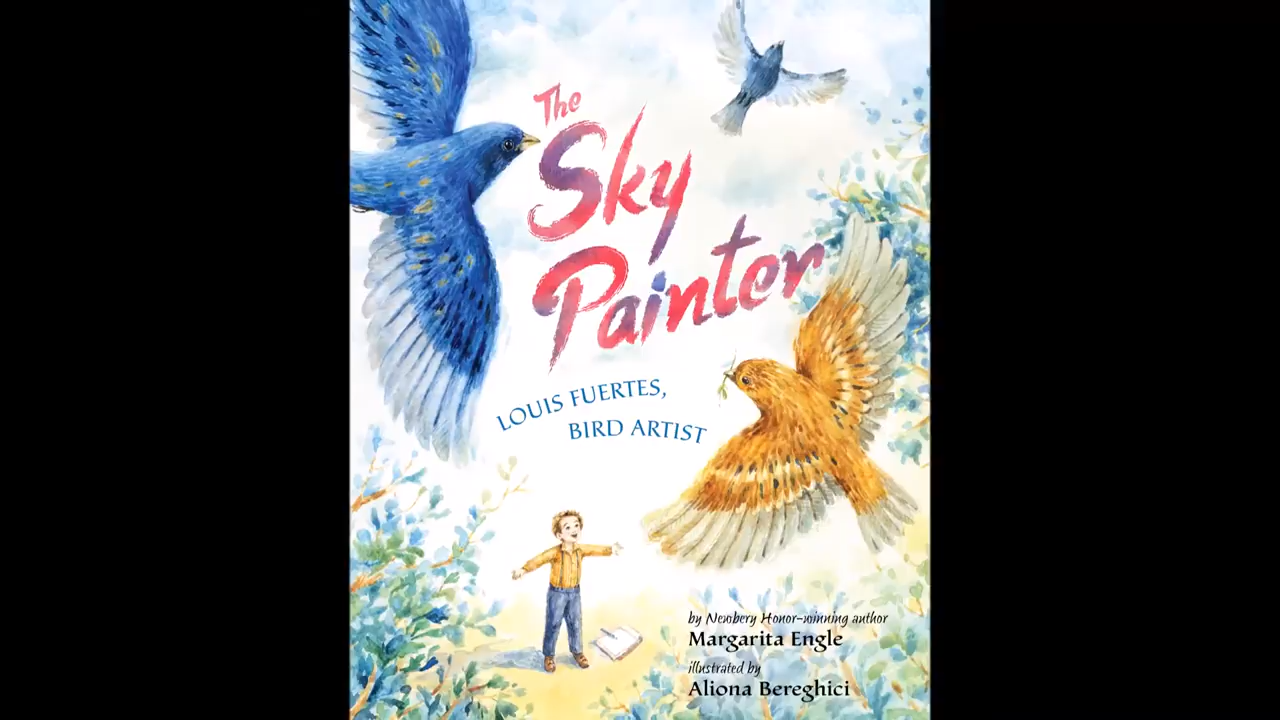 The
Sky
Painter
LOUIS FUERTES,
BIRD ARTIST
by Newbery Honor-winning author
Margarita Engle
illustrated by
Aliona Bereghici